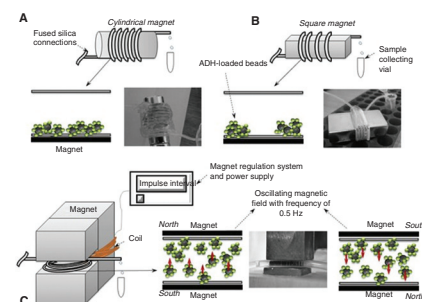 A
Cylindrical magnet
Fused silica
connections
Magnet
B
Square magnet
Sample
collecting
vial
ADH-loaded beads
C
Magnet
Coil
Impulse interval
Magnet regulation system
and power supply
Oscillating magnetic
field with frequency of
0.5 Hz
North Magnet
South Magnet
Magnet Sout
Magnet North